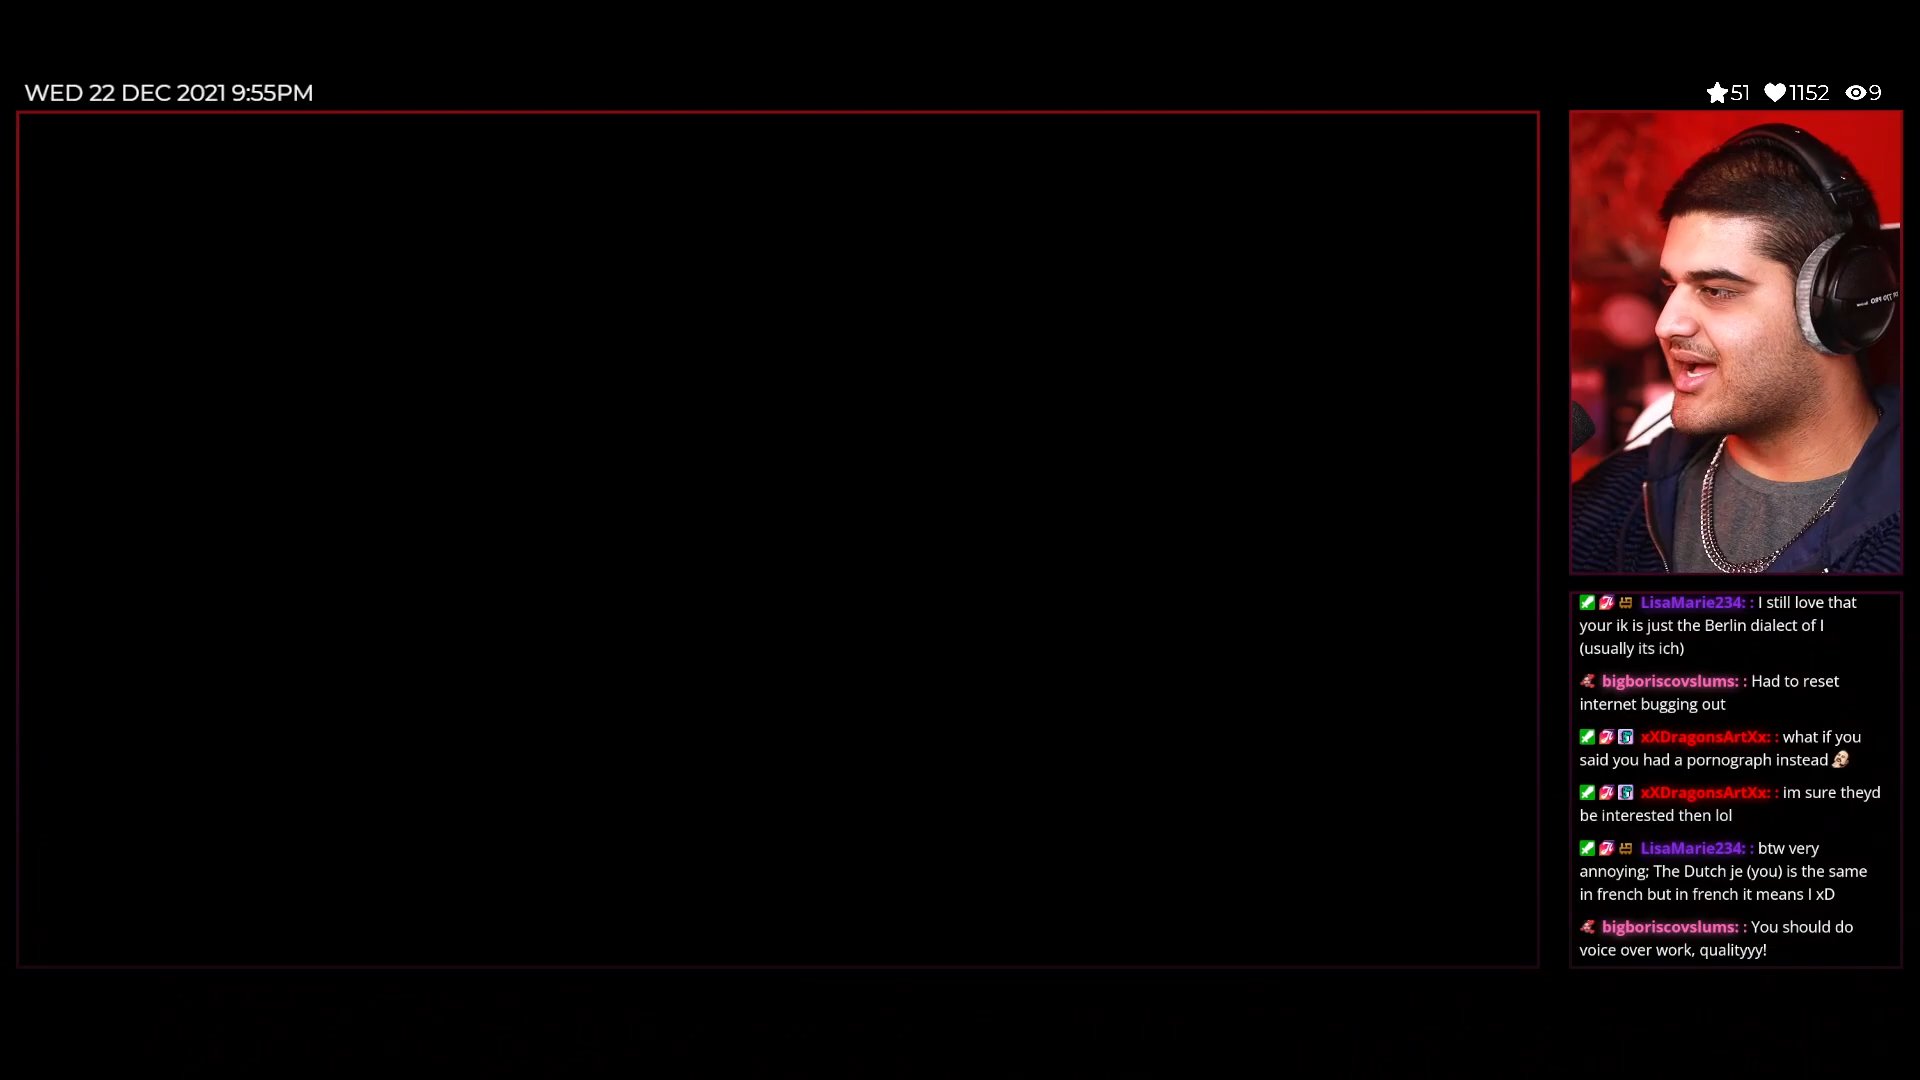 WED 22 DEC 2021 9:55PM
51 1152 9
LisaMarie234: : I still love that
your ik is just the Berlin dialect of I
(usually its ich)
bigboriscovslums: : Had to reset
internet bugging out
xXDragonsArtXx: : what if you
said you had a pornograph instead
xXDragonsArtXx: : im sure theyd
be interested then lol
LisaMarie234: : btw very
annoying; The Dutch je (you) is the same
in french but in french it means I xD
bigboriscovslums: : You should do
voice over work, qualityyy!